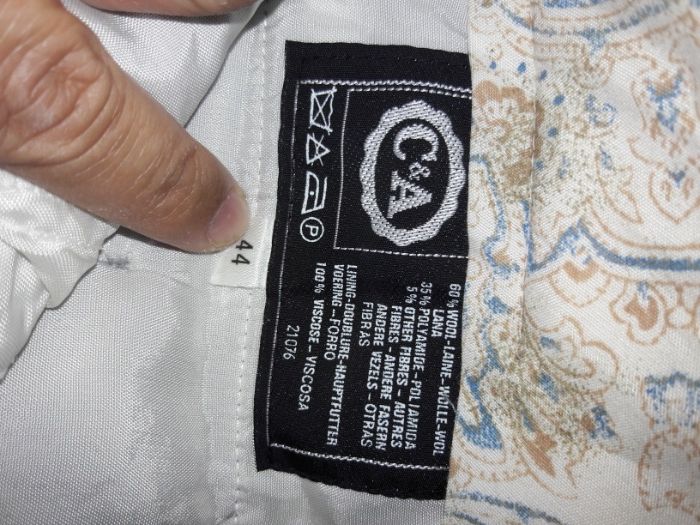 C&A
P
60% WOOL-LAINE-WOLLE-WOL
LANA
35% POLYAMIDE-POLIAMIDA
5% OTHER FIBRES - AUTRES
FIBRES - ANDERE FASERN
ANDERE VEZELS - OTRAS
FIBRAS
LINING-DOUBLURE-HAUPTFUTTER
VOERING - FORRO
100% VISCOSE - VISCOSA
21076
44